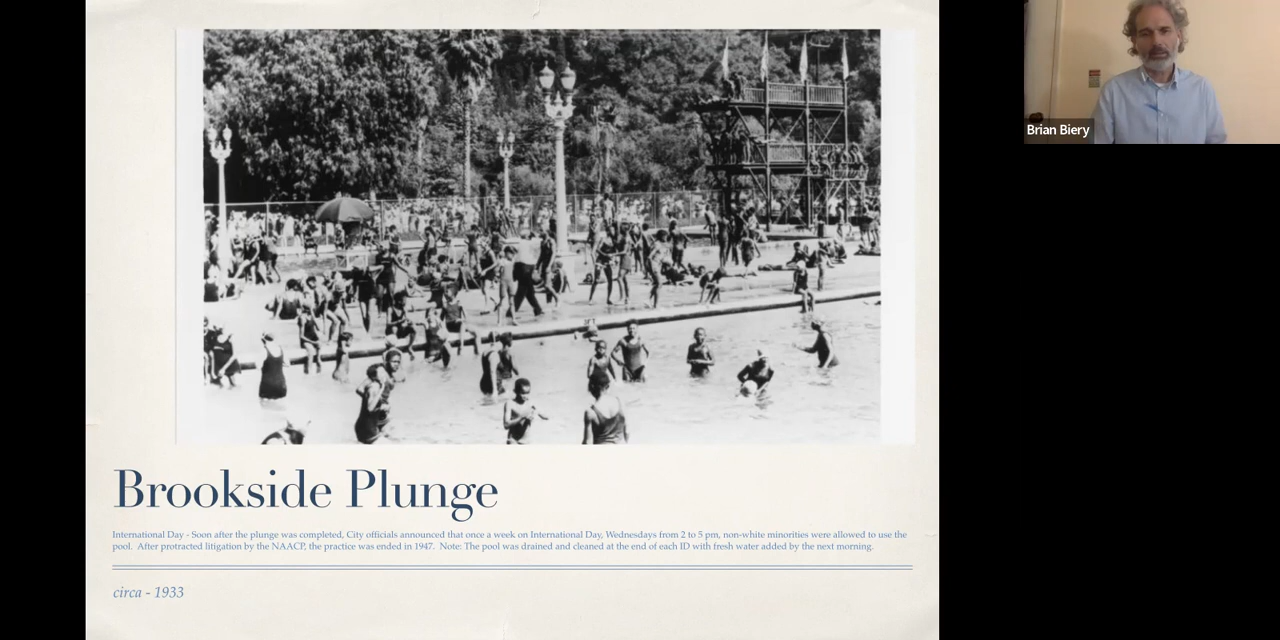 Brian Biery
Brookside Plunge
International Day - Soon after the plunge was completed, City officials announced that once a week on International Day, Wednesdays from 2 to 5 pm, non-white minorities were allowed to use the
pool. After protracted litigation by the NAACP, the practice was ended in 1947. Note: The pool was drained and cleaned at the end of each ID with fresh water added by the next morning.
circa - 1933